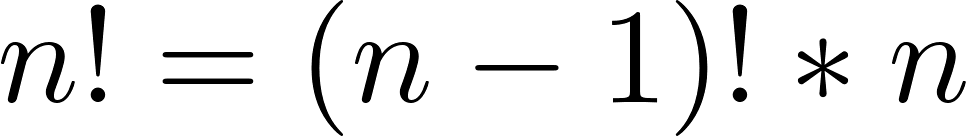 n! = (n − 1)! * n